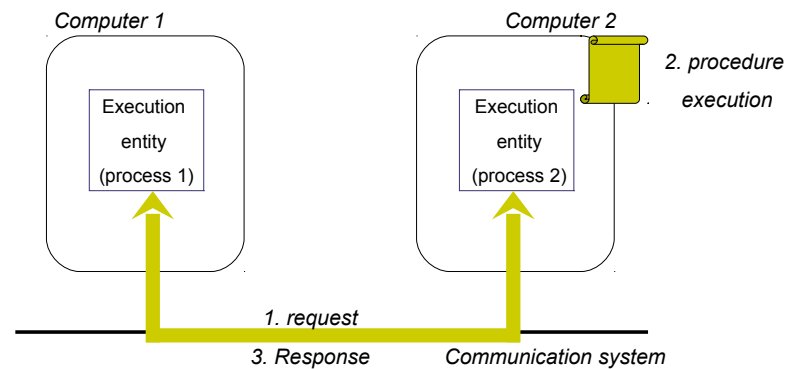 Computer 1
Computer 2
2. procedure
execution
Execution
entity
(process 1)
Execution
entity
(process 2)
1. request
3. Response
Communication system